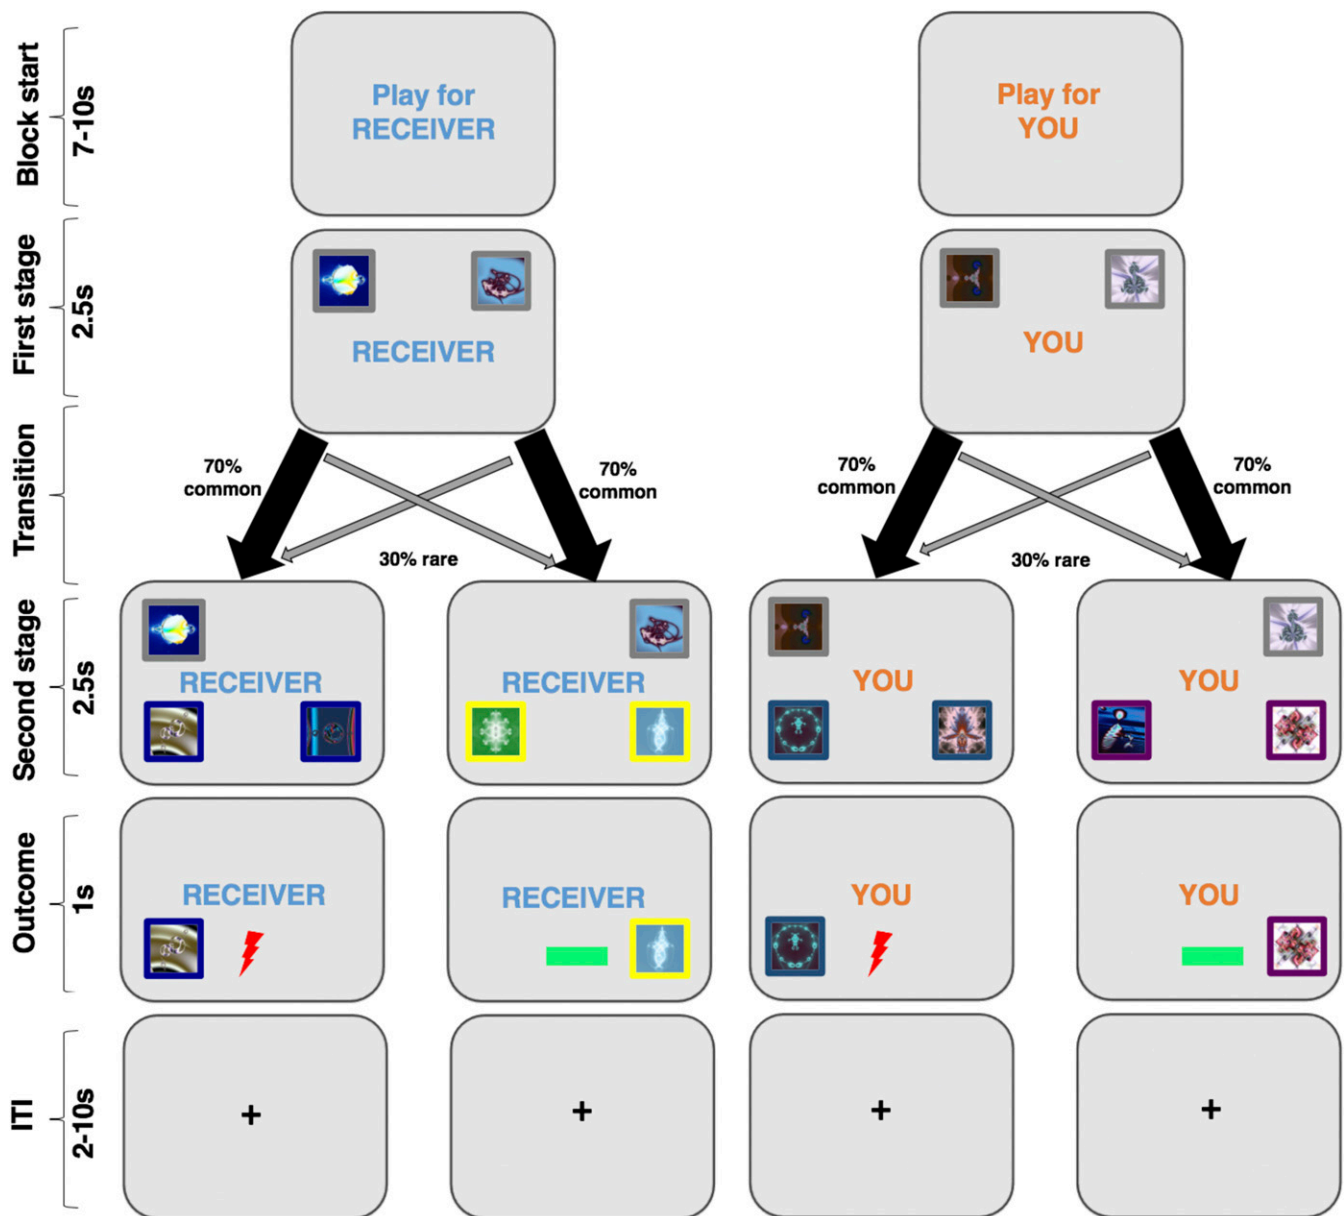 Block start
7-10s
Play for
RECEIVER
Play for
YOU
First stage
2.5s
RECEIVER
YOU
Transition
70%
common
70%
common
30% rare
70%
common
70%
common
30% rare
Second stage
2.5s
RECEIVER
RECEIVER
YOU
YOU
Outcome
1s
RECEIVER
RECEIVER
YOU
YOU
ITI
2-10s
+
+
+
+